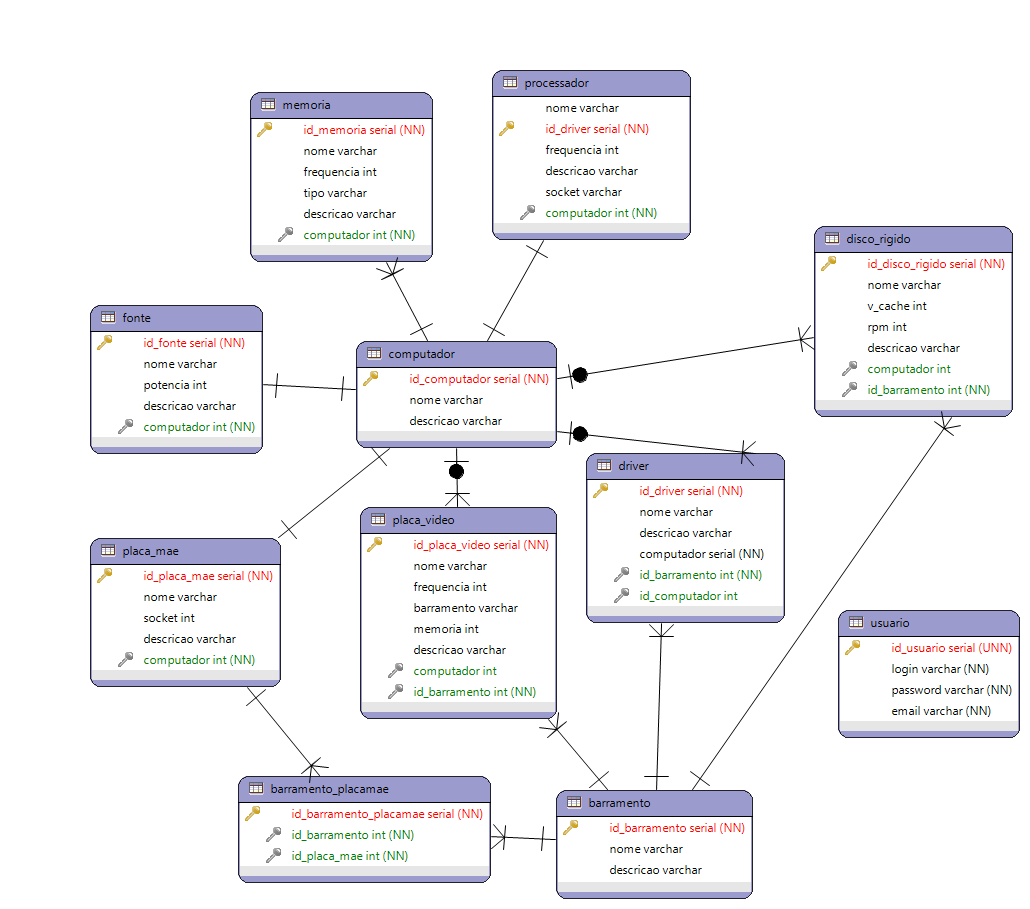 memoria
id_memoria serial (NN)
nome varchar
frequencia int
tipo varchar
descricao varchar
computador int (NN)
processador
nome varchar
id_driver serial (NN)
frequencia int
descricao varchar
socket varchar
computador int (NN)
disco_rigido
id_disco_rigido serial (NN)
nome varchar
v_cache int
rpm int
descricao varchar
computador int
id_barramento int (NN)
fonte
id_fonte serial (NN)
nome varchar
potencia int
descricao varchar
computador int (NN)
computador
id_computador serial (NN)
nome varchar
descricao varchar
driver
id_driver serial (NN)
nome varchar
descricao varchar
computador serial (NN)
id_barramento int (NN)
id_computador int
placa_video
id_placa_video serial (NN)
nome varchar
frequencia int
barramento varchar
memoria int
descricao varchar
computador int
id_barramento int (NN)
placa_mae
id_placa_mae serial (NN)
nome varchar
socket int
descricao varchar
computador int (NN)
usuario
id_usuario serial (UNN)
login varchar (NN)
password varchar (NN)
email varchar (NN)
barramento_placamae
id_barramento_placamae serial (NN)
id_barramento int (NN)
id_placa_mae int (NN)
barramento
id_barramento serial (NN)
nome varchar
descricao varchar